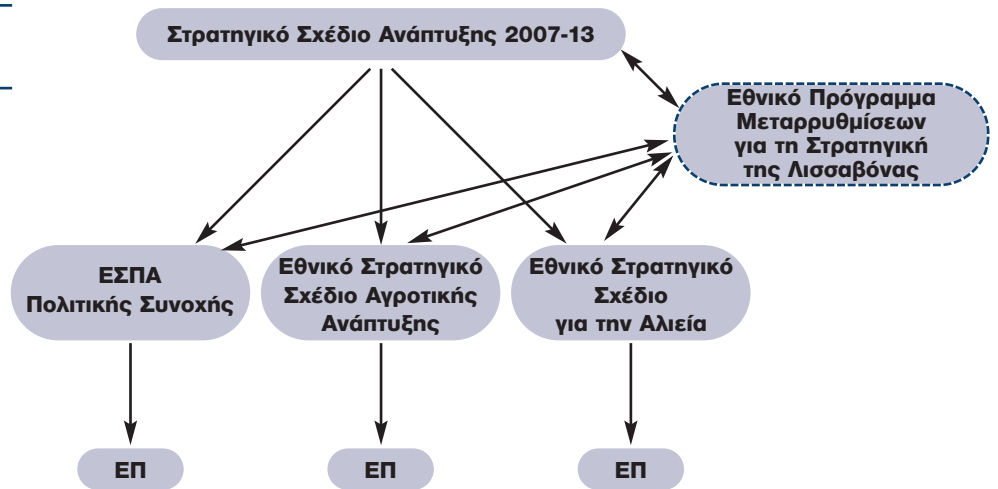 Στρατηγικό Σχέδιο Ανάπτυξης 2007-13
Εθνικό Πρόγραμμα
Μεταρρυθμίσεων
για τη Στρατηγική
της Λισσαβόνας
ΕΣΠΑ
Πολιτικής Συνοχής
Εθνικό Στρατηγικό
Σχέδιο Αγροτικής
Ανάπτυξης
Εθνικό Στρατηγικό
Σχέδιο
για την Αλιεία
ΕΠ
ΕΠ
ΕΠ